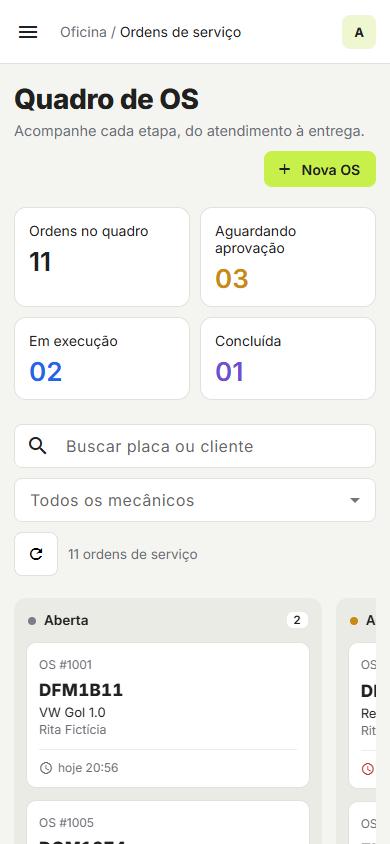 Oficina / Ordens de serviço
A
Quadro de OS
Acompanhe cada etapa, do atendimento à entrega.
+ Nova OS
Ordens no quadro
11
Aguardando
aprovação
03
Em execução
02
Concluída
01
Buscar placa ou cliente
Todos os mecânicos
11 ordens de serviço
Aberta
2
OS #1001
DFM1B11
VW Gol 1.0
Rita Fictícia
hoje 20:56
OS #1005